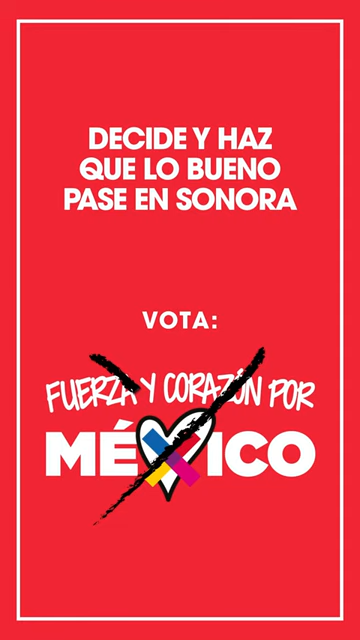 DECIDE Y HAZ
QUE LO BUENO
PASE EN SONORA
VOTA:
FUERZA Y CORAZÓN POR
MÉXICO